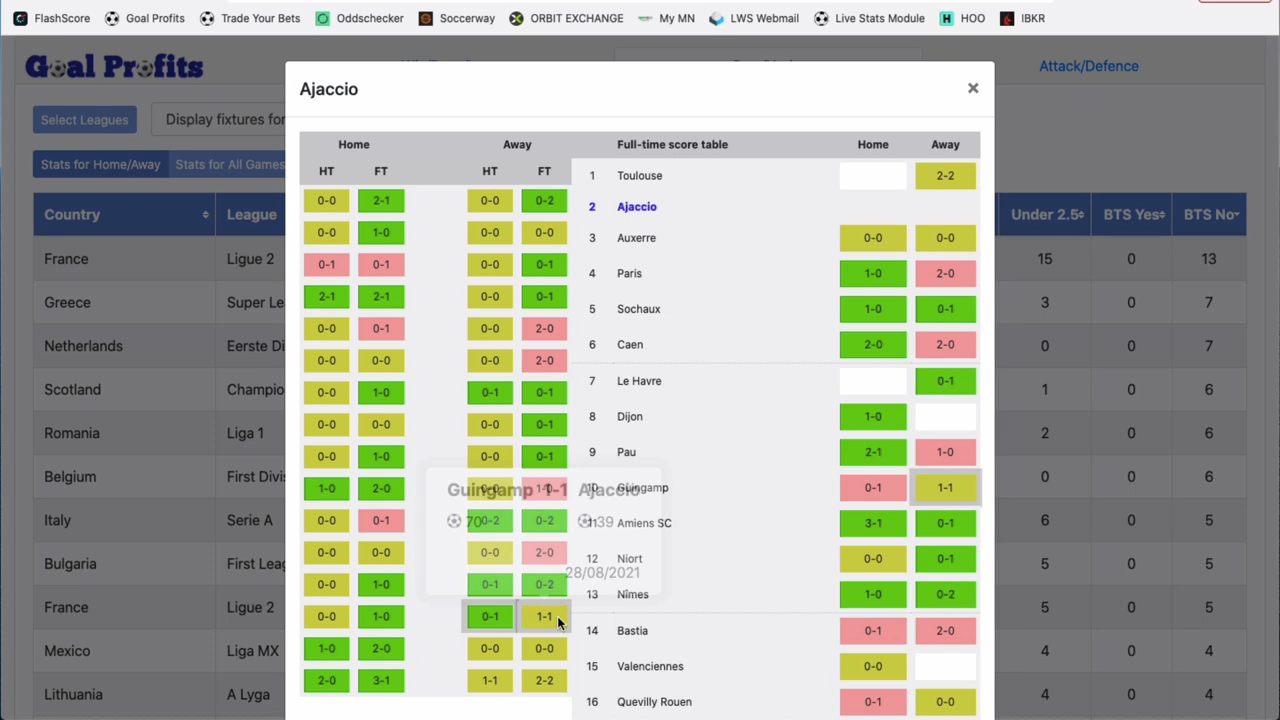 FlashScore Goal Profits Trade Your Bets Oddschecker Soccerway ORBIT EXCHANGE My MN LWS Webmail Live Stats Module H HOO IBKR
Goal Profits
Attack/Defence
Select Leagues
Display fixtures for
Stats for Home/Away Stats for All Games
Country League Under 2.5 BTS Yes BTS No
France Ligue 2 15 0 13
Greece Super Le 3 0 7
Netherlands Eerste Di 0 0 7
Scotland Champio 1 0 6
Romania Liga 1 2 0 6
Belgium First Divis 0 0 6
Italy Serie A 6 0 5
Bulgaria First Leag 5 0 5
France Ligue 2 5 0 5
Mexico Liga MX 4 0 4
Lithuania A Lyga 4 0 4
Ajaccio ×
Home Away
HT FT HT FT
0-0 2-1 0-0 0-2
0-0 1-0 0-0 0-0
0-1 0-1 0-0 0-1
2-1 2-1 0-0 0-1
0-0 0-1 0-0 2-0
0-0 0-0 0-0 2-0
0-0 1-0 0-1 0-1
0-0 0-0 0-0 0-1
0-0 1-0 0-0 0-1
1-0 2-0 0-0 1-0
0-0 0-1 0-2 0-2
0-0 0-0 0-0 2-0
0-0 1-0 0-1 0-2
0-0 1-0 0-1 1-1
1-0 2-0 0-0 0-0
2-0 3-1 1-1 2-2
Guingamp 1-1 Ajaccio
70 39
28/08/2021
Full-time score table Home Away
1 Toulouse 2-2
2 Ajaccio
3 Auxerre 0-0 0-0
4 Paris 1-0 2-0
5 Sochaux 1-0 0-1
6 Caen 2-0 2-0
7 Le Havre 0-1
8 Dijon 1-0
9 Pau 2-1 1-0
10 Guingamp 0-1 1-1
11 Amiens SC 3-1 0-1
12 Niort 0-0 0-1
13 Nîmes 1-0 0-2
14 Bastia 0-1 2-0
15 Valenciennes 0-0
16 Quevilly Rouen 0-1 0-0